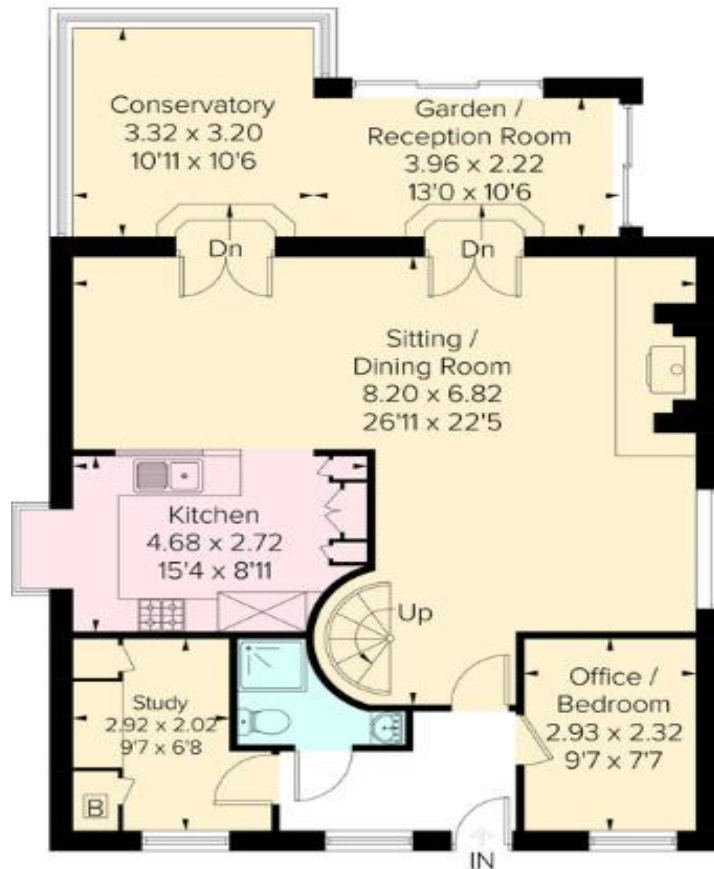 Conservatory
3.32 x 3.20
10'11 x 10'6
Garden /
Reception Room
3.96 x 2.22
13'0 x 10'6
Dn
Dn
Sitting /
Dining Room
8.20 x 6.82
26'11 x 22'5
Kitchen
4.68 x 2.72
15'4 x 8'11
Up
Study
2.92 x 2.02
9'7 x 6'8
B
Office /
Bedroom
2.93 x 2.32
9'7 x 7'7
IN